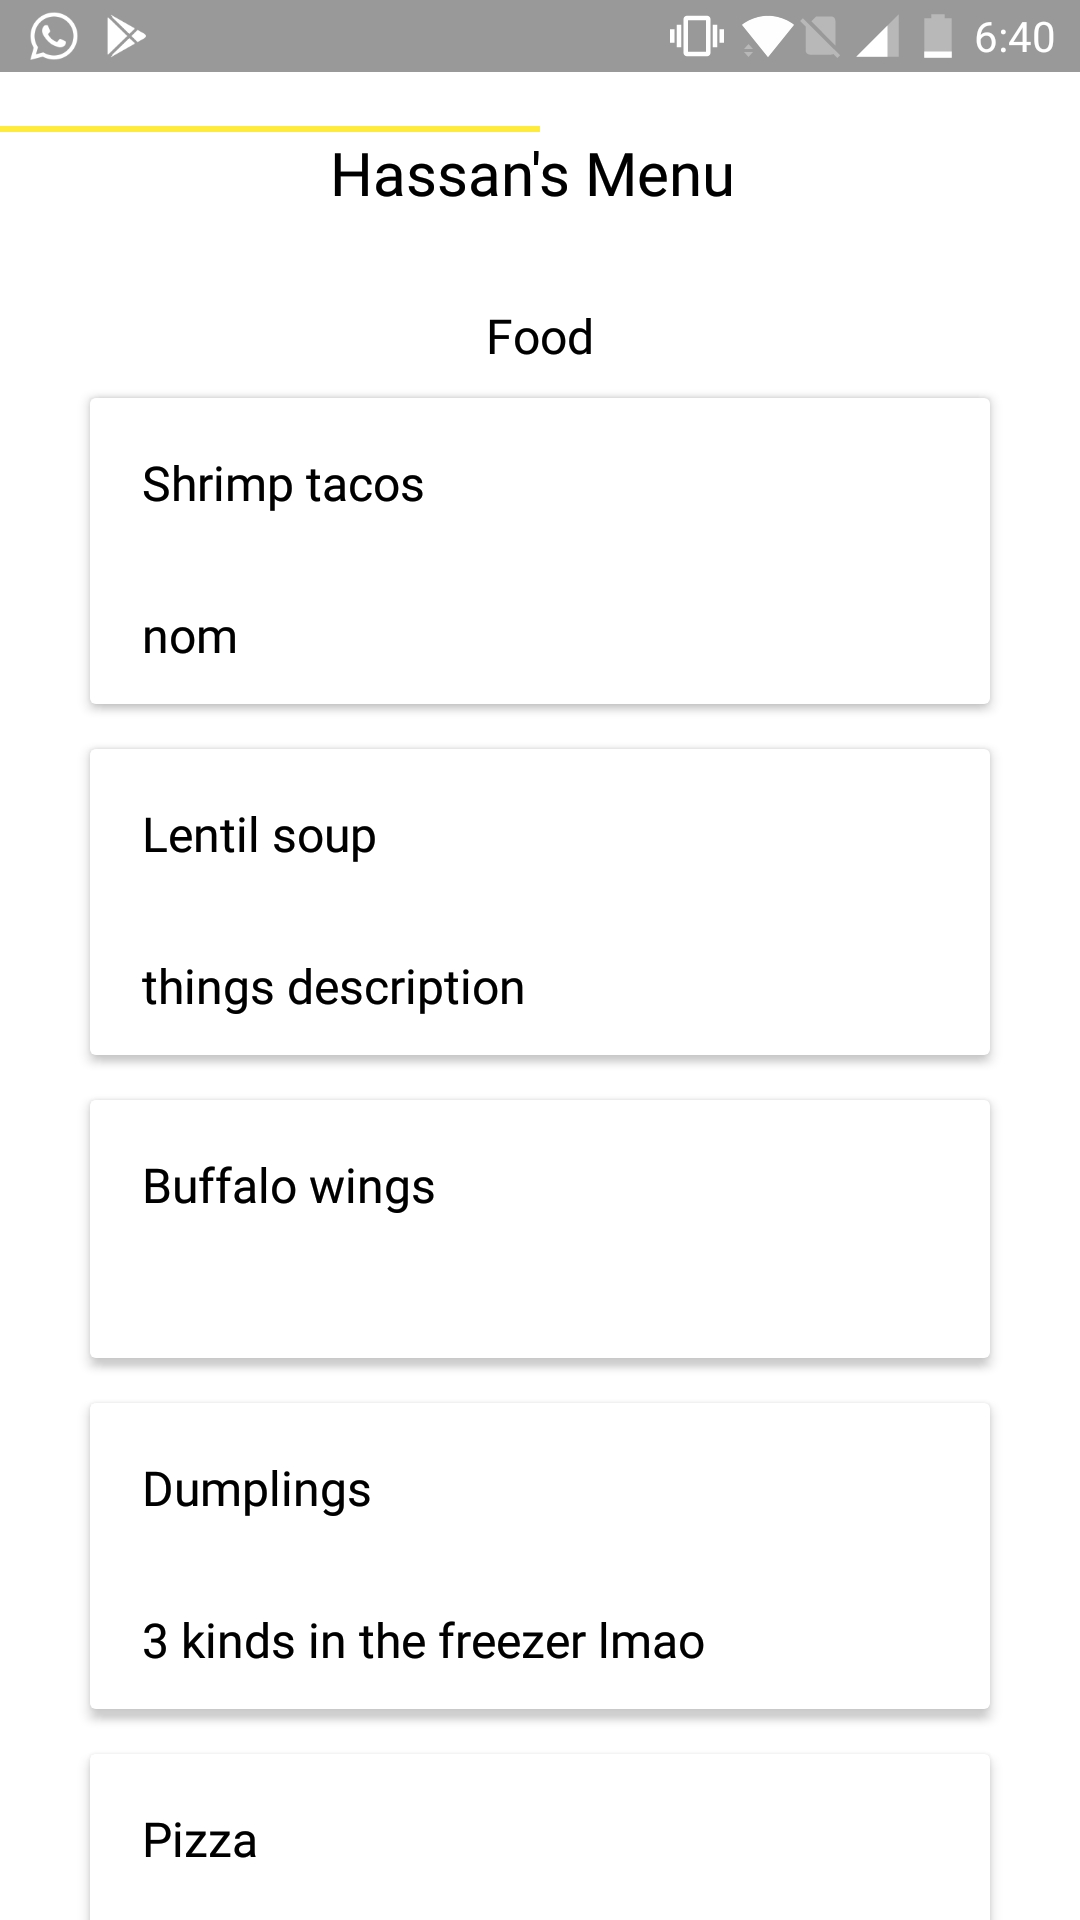 6:40
Hassan's Menu
Food
Shrimp tacos
nom
Lentil soup
things description
Buffalo wings
Dumplings
3 kinds in the freezer lmao
Pizza